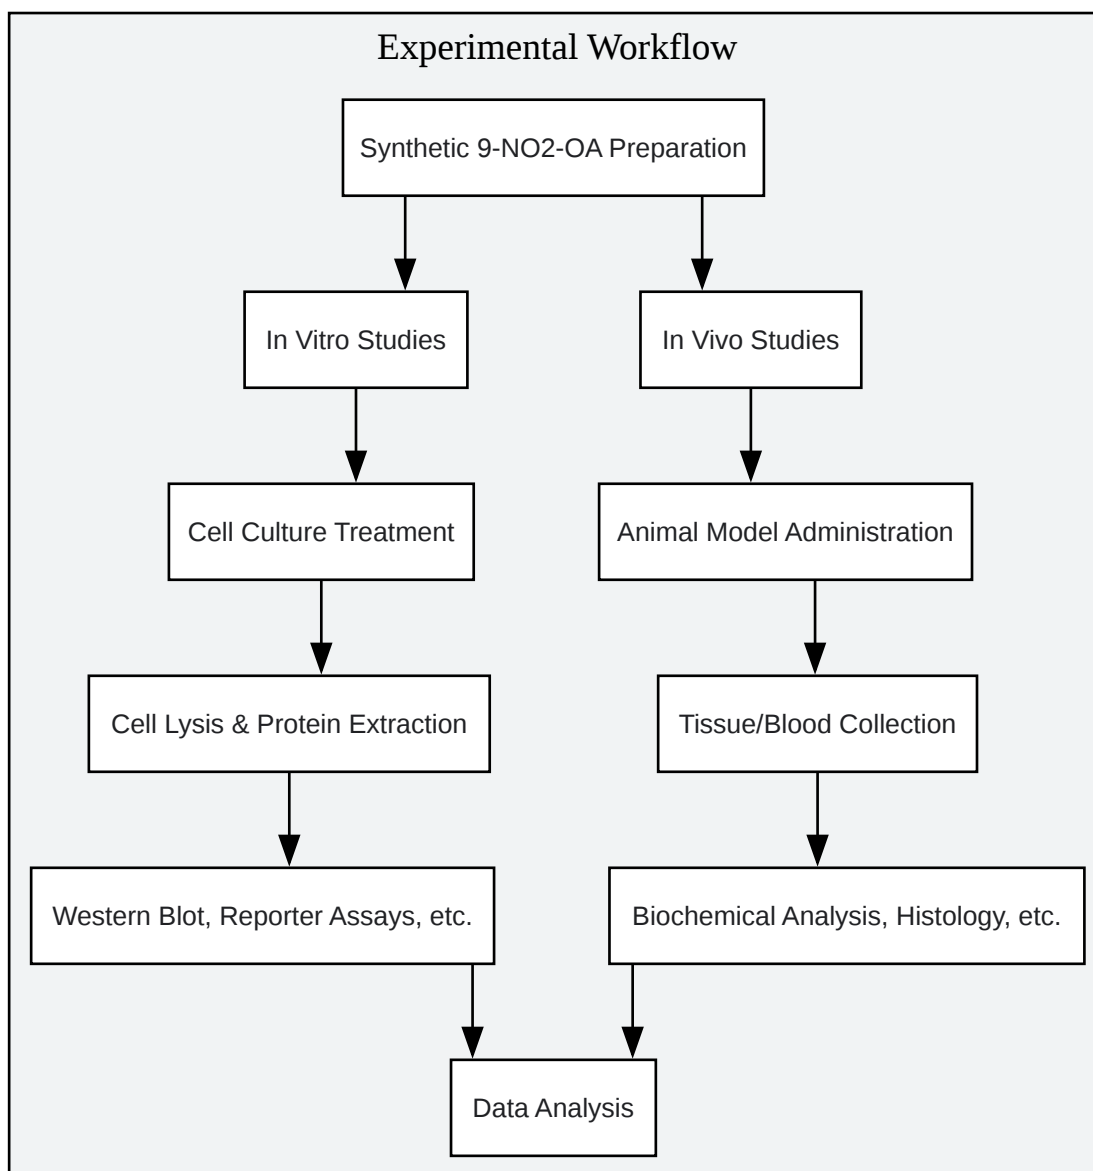 Experimental Workflow
Synthetic 9-NO2-OA Preparation
In Vitro Studies
In Vivo Studies
Cell Culture Treatment
Animal Model Administration
Cell Lysis & Protein Extraction
Tissue/Blood Collection
Western Blot, Reporter Assays, etc.
Biochemical Analysis, Histology, etc.
Data Analysis